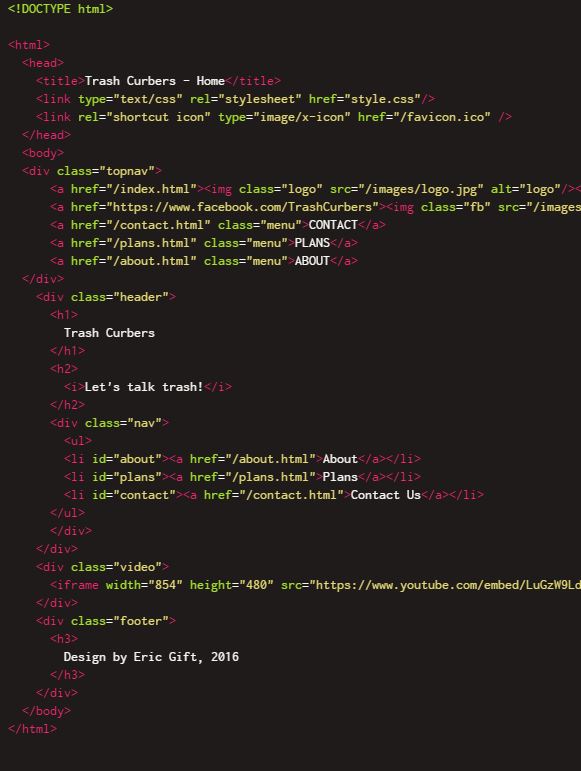 <!DOCTYPE html>
<html>
<head>
<title>Trash Curbers - Home</title>
<link type="text/css" rel="stylesheet" href="style.css"/>
<link rel="shortcut icon" type="image/x-icon" href="/favicon.ico" />
</head>
<body>
<div class="topnav">
<a href="/index.html"><img class="logo" src="/images/logo.jpg" alt="logo"/><
<a href="https://www.facebook.com/TrashCurbers"><img class="fb" src="/images
<a href="/contact.html" class="menu">CONTACT</a>
<a href="/plans.html" class="menu">PLANS</a>
<a href="/about.html" class="menu">ABOUT</a>
</div>
<div class="header">
<h1>
Trash Curbers
</h1>
<h2>
<i>Let's talk trash!</i>
</h2>
<div class="nav">
<ul>
<li id="about"><a href="/about.html">About</a></li>
<li id="plans"><a href="/plans.html">Plans</a></li>
<li id="contact"><a href="/contact.html">Contact Us</a></li>
</ul>
</div>
</div>
<div class="video">
<iframe width="854" height="480" src="https://www.youtube.com/embed/LuGzW9Ld
</div>
<div class="footer">
<h3>
Design by Eric Gift, 2016
</h3>
</div>
</body>
</html>